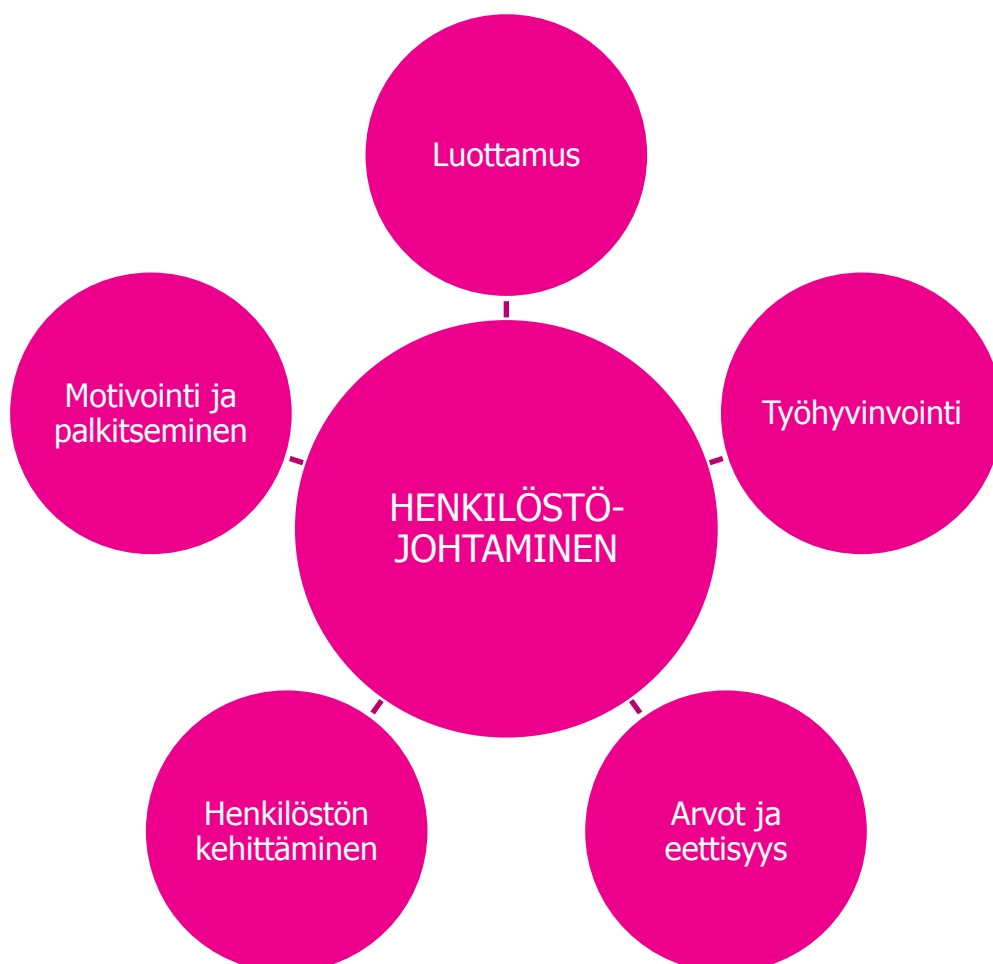 Luottamus
Motivointi ja
palkitseminen
Työhyvinvointi
HENKILÖSTÖ-
JOHTAMINEN
Henkilöstön
kehittäminen
Arvot ja
eettisyys